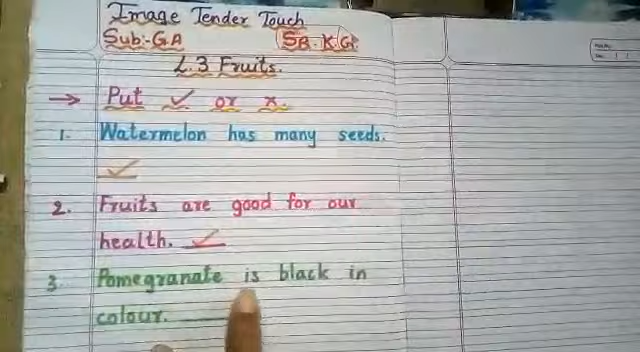 Image Tender Touch
Sub:-G.A Sr. K.G.
L.3 Fruits.
→ Put ✓ or ×.
1. Watermelon has many seeds.
✓
2. Fruits are good for our
health. ✓
3. Pomegranate is black in
colour.